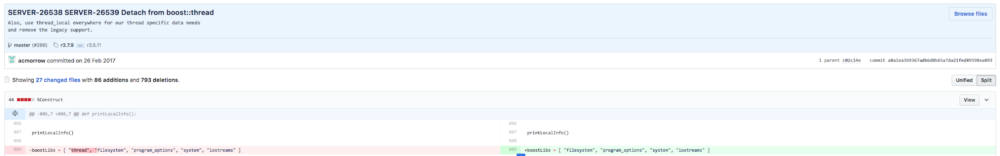 SERVER-26538 SERVER-26539 Detach from boost::thread
Browse files
Also, use thread_local everywhere for our thread specific data needs
and remove the legacy support.
master (#286) r3.7.9 ... r3.5.11
acmorrow committed on 26 Feb 2017
1 parent c02c14e commit a8a1ea3b9367adb6d0b65a7da21fed89598ea093
Showing 27 changed files with 86 additions and 793 deletions.
Unified Split
44 SConstruct
View
@@ -806,7 +806,7 @@ def printLocalInfo():
806 806
807 printLocalInfo() 807 printLocalInfo()
808 808
809 -boostLibs = [ "thread", "filesystem", "program_options", "system", "iostreams" ] 809 +boostLibs = [ "filesystem", "program_options", "system", "iostreams" ]